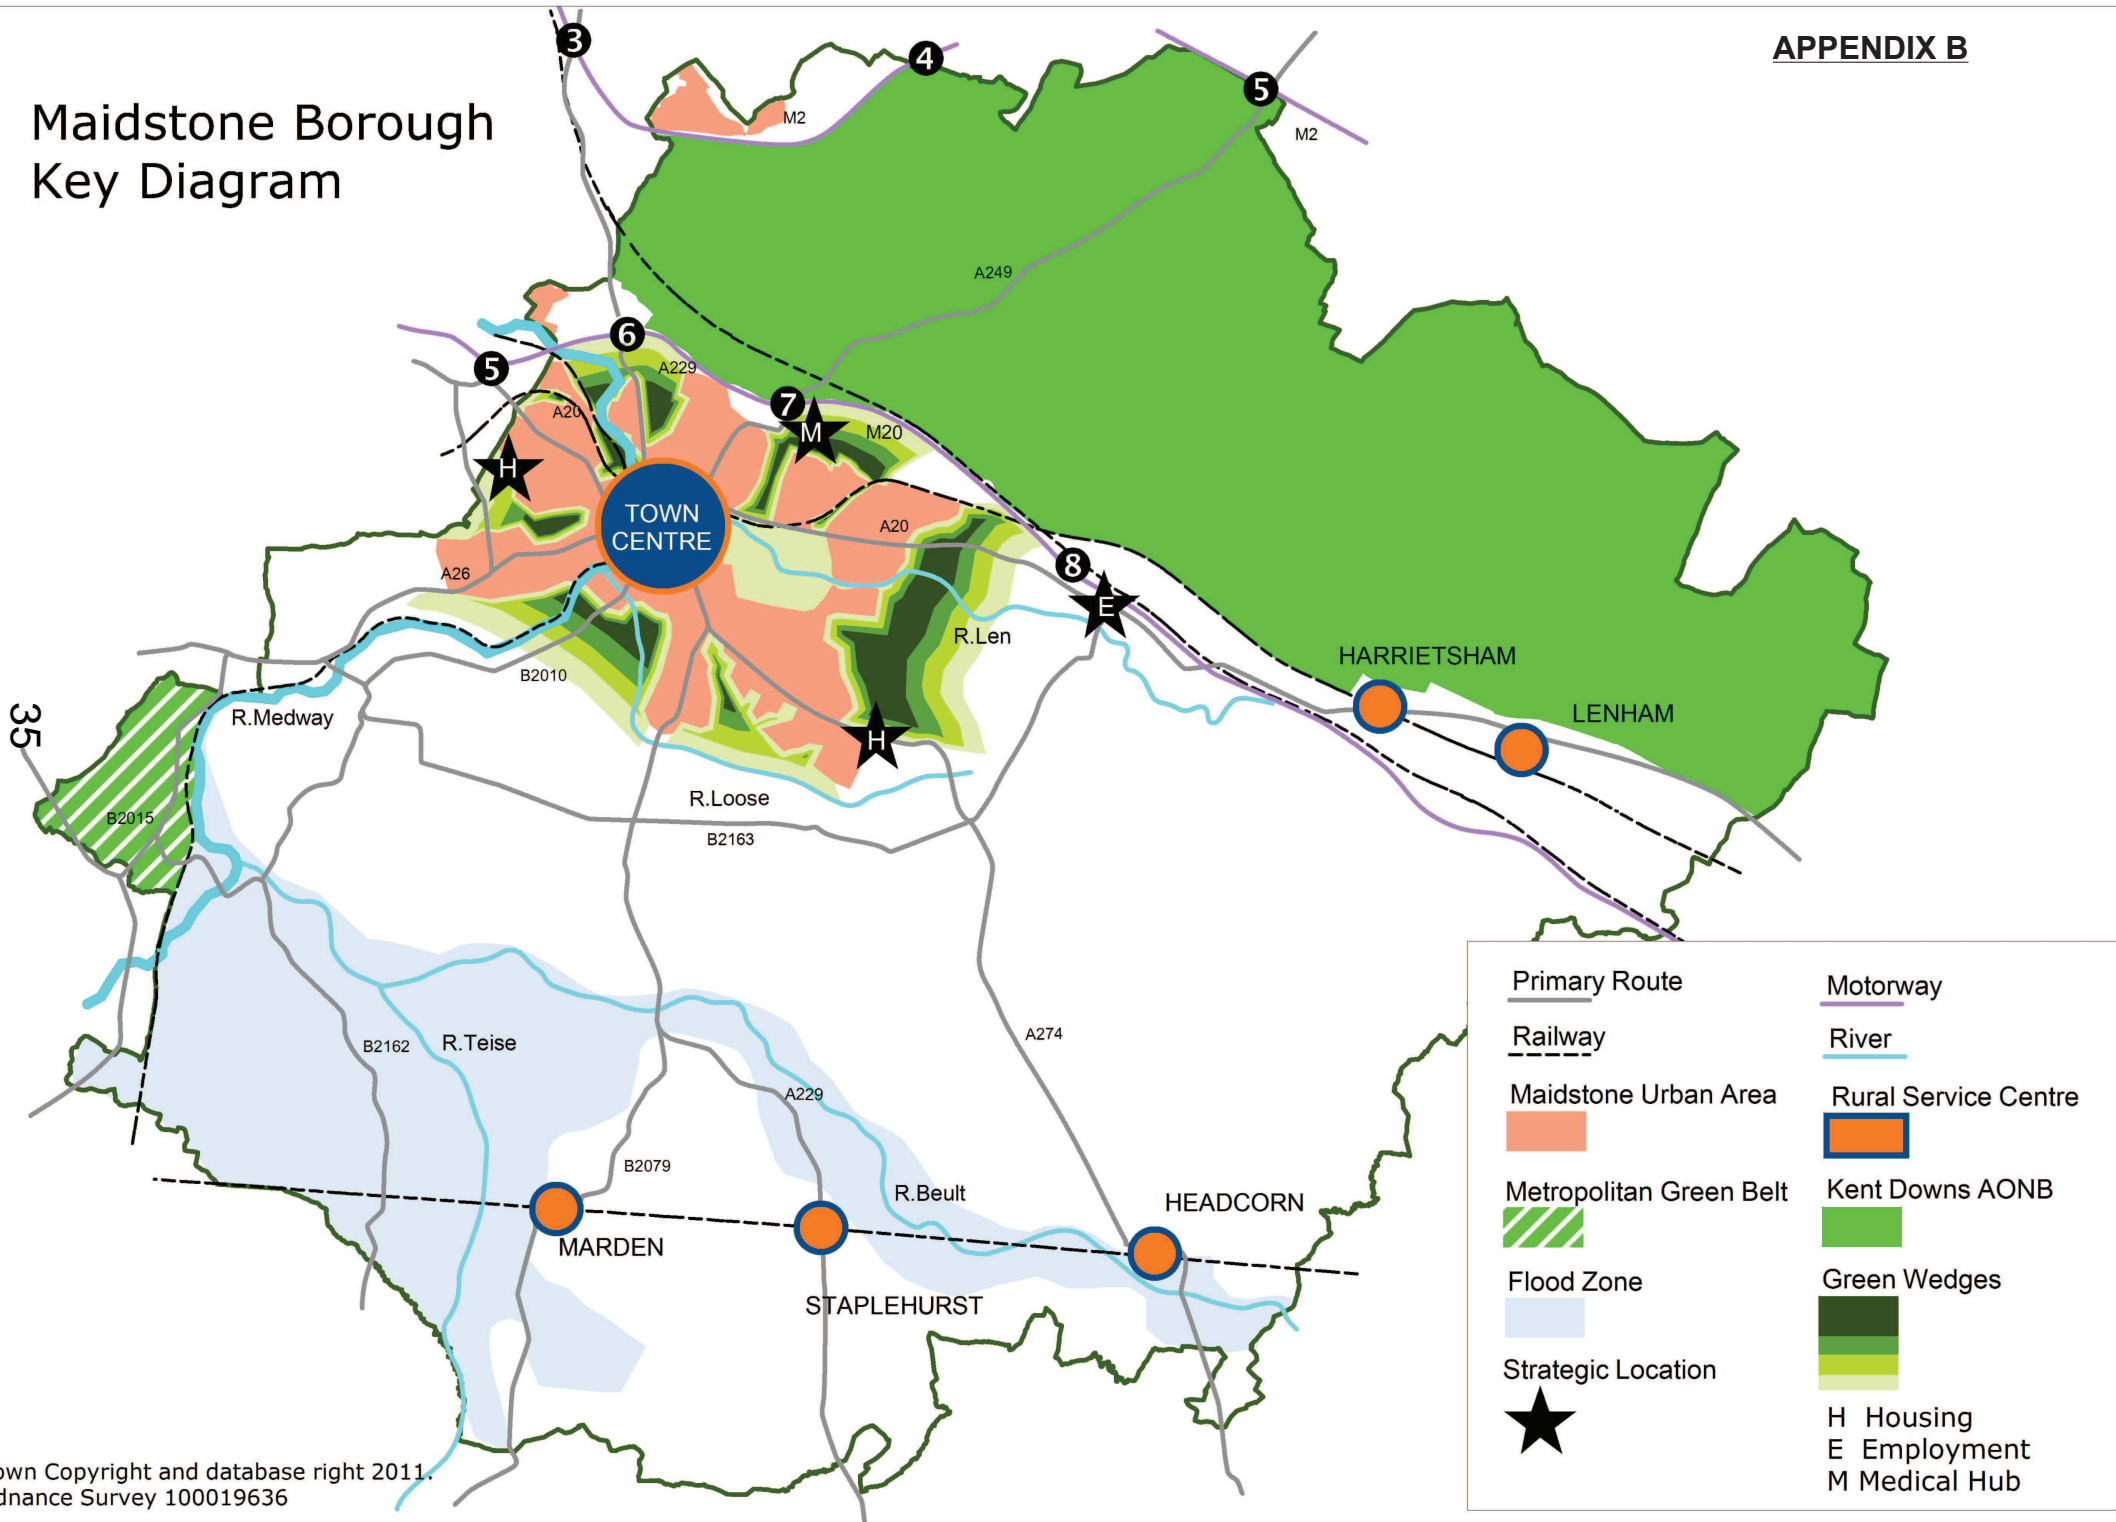 APPENDIX B
Maidstone Borough
Key Diagram
3
4
5
M2
M2
A249
6
5
A229
A20
7
M
M20
H
TOWN
CENTRE
A20
A26
8
E
R.Len
B2010
HARRIETSHAM
LENHAM
R.Medway
35
H
R.Loose
B2163
B2015
A274
B2162
R.Teise
A229
B2079
R.Beult
HEADCORN
MARDEN
STAPLEHURST
Primary Route
Motorway
Railway
River
Maidstone Urban Area
Rural Service Centre
Metropolitan Green Belt
Kent Downs AONB
Flood Zone
Green Wedges
Strategic Location
H Housing
E Employment
M Medical Hub
own Copyright and database right 2011.
dnance Survey 100019636